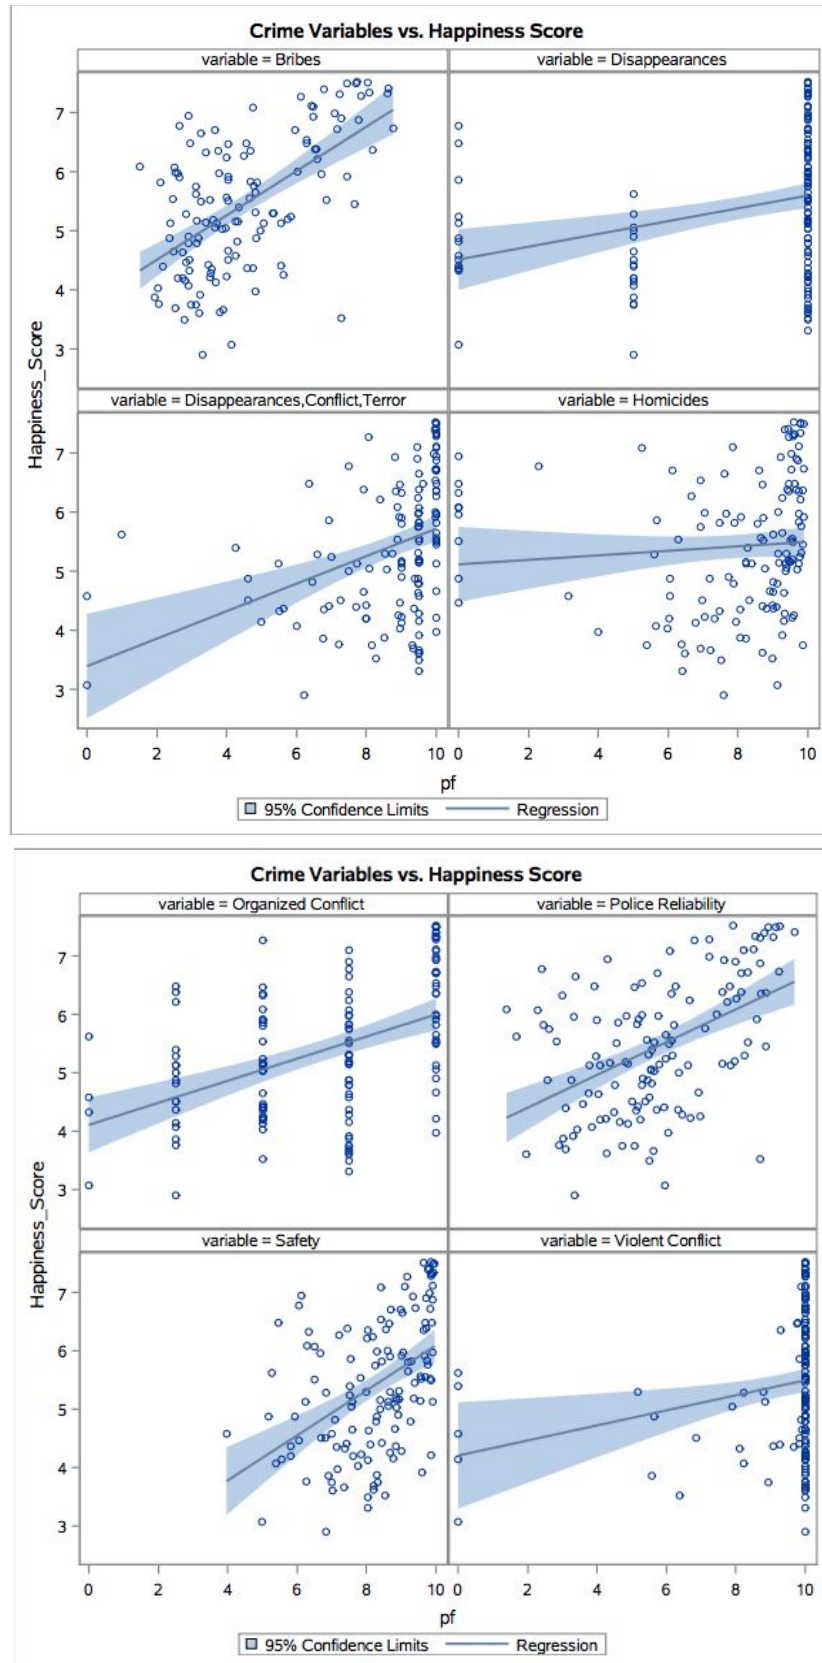 Crime Variables vs. Happiness Score
variable = Bribes
variable = Disappearances
7
6
5
4
3
variable = Disappearances,Conflict,Terror
variable = Homicides
7
6
5
4
3
Happiness_Score
0 2 4 6 8 10 0 2 4 6 8 10
pf
95% Confidence Limits Regression
Crime Variables vs. Happiness Score
variable = Organized Conflict
variable = Police Reliability
7
6
5
4
3
variable = Safety
variable = Violent Conflict
7
6
5
4
3
Happiness_Score
0 2 4 6 8 10 0 2 4 6 8 10
pf
95% Confidence Limits Regression